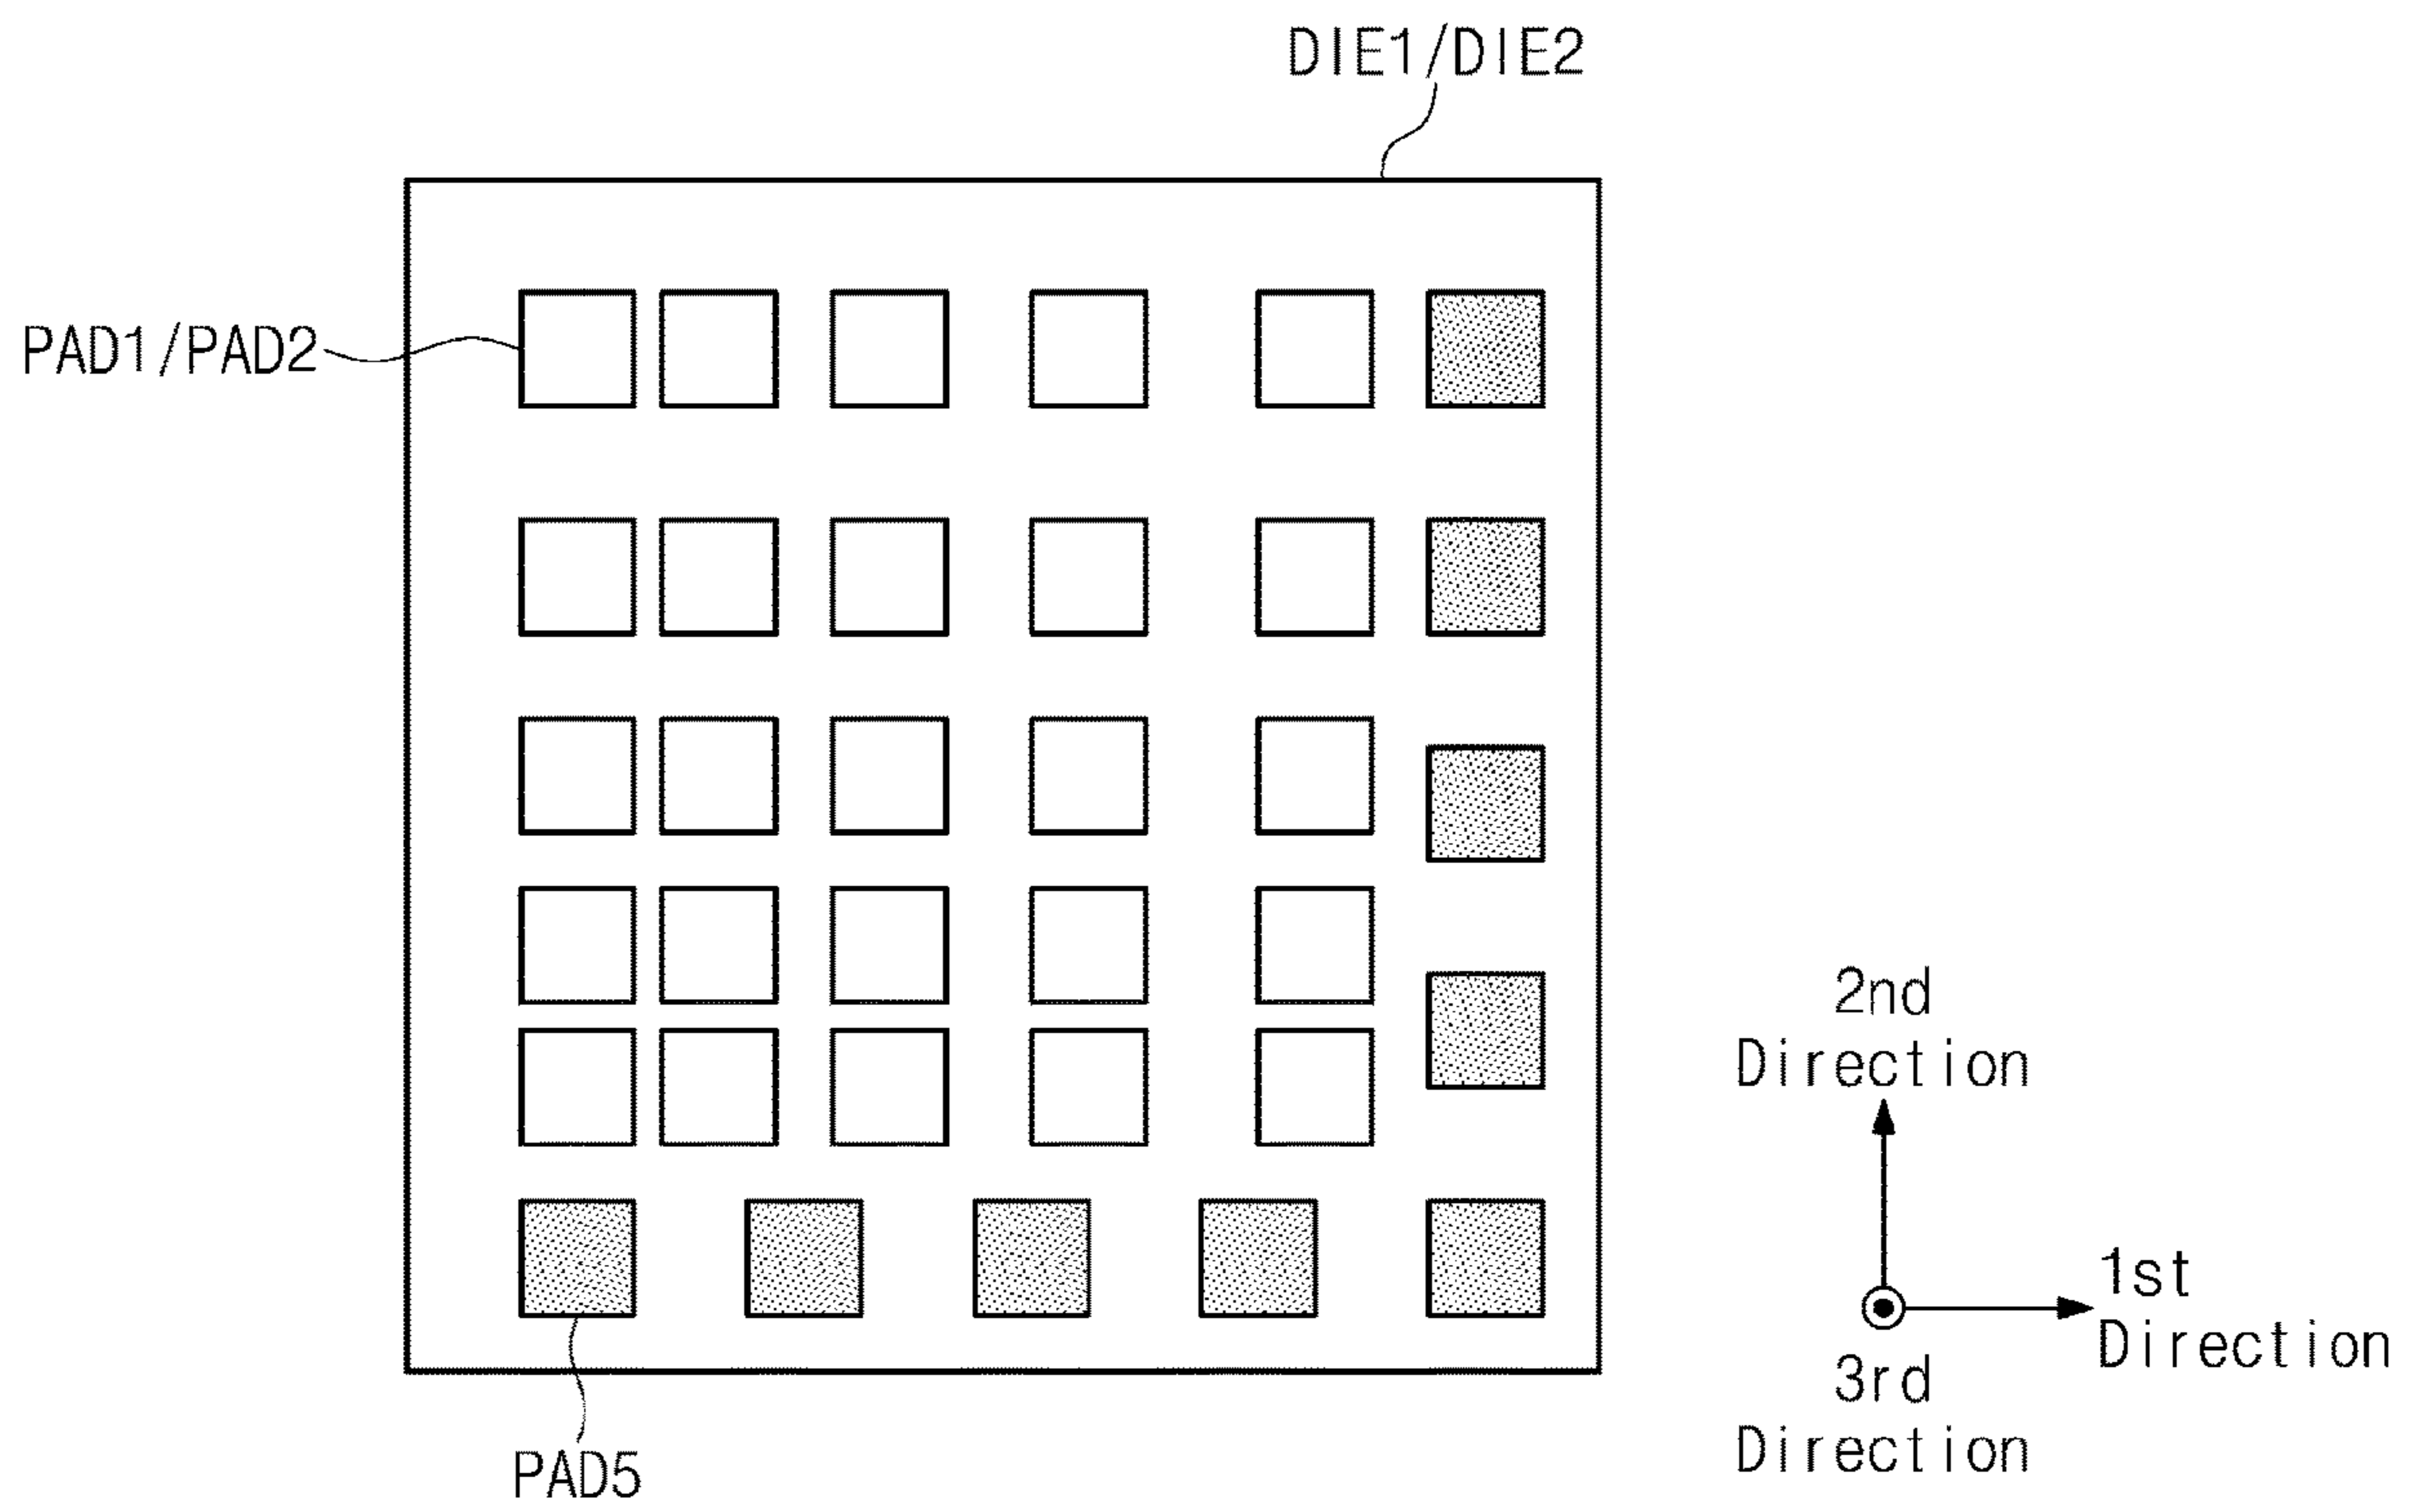 DIE1/DIE2
PAD1/PAD2
2nd
Direction
1st
Direction
3rd
Direction
PAD5